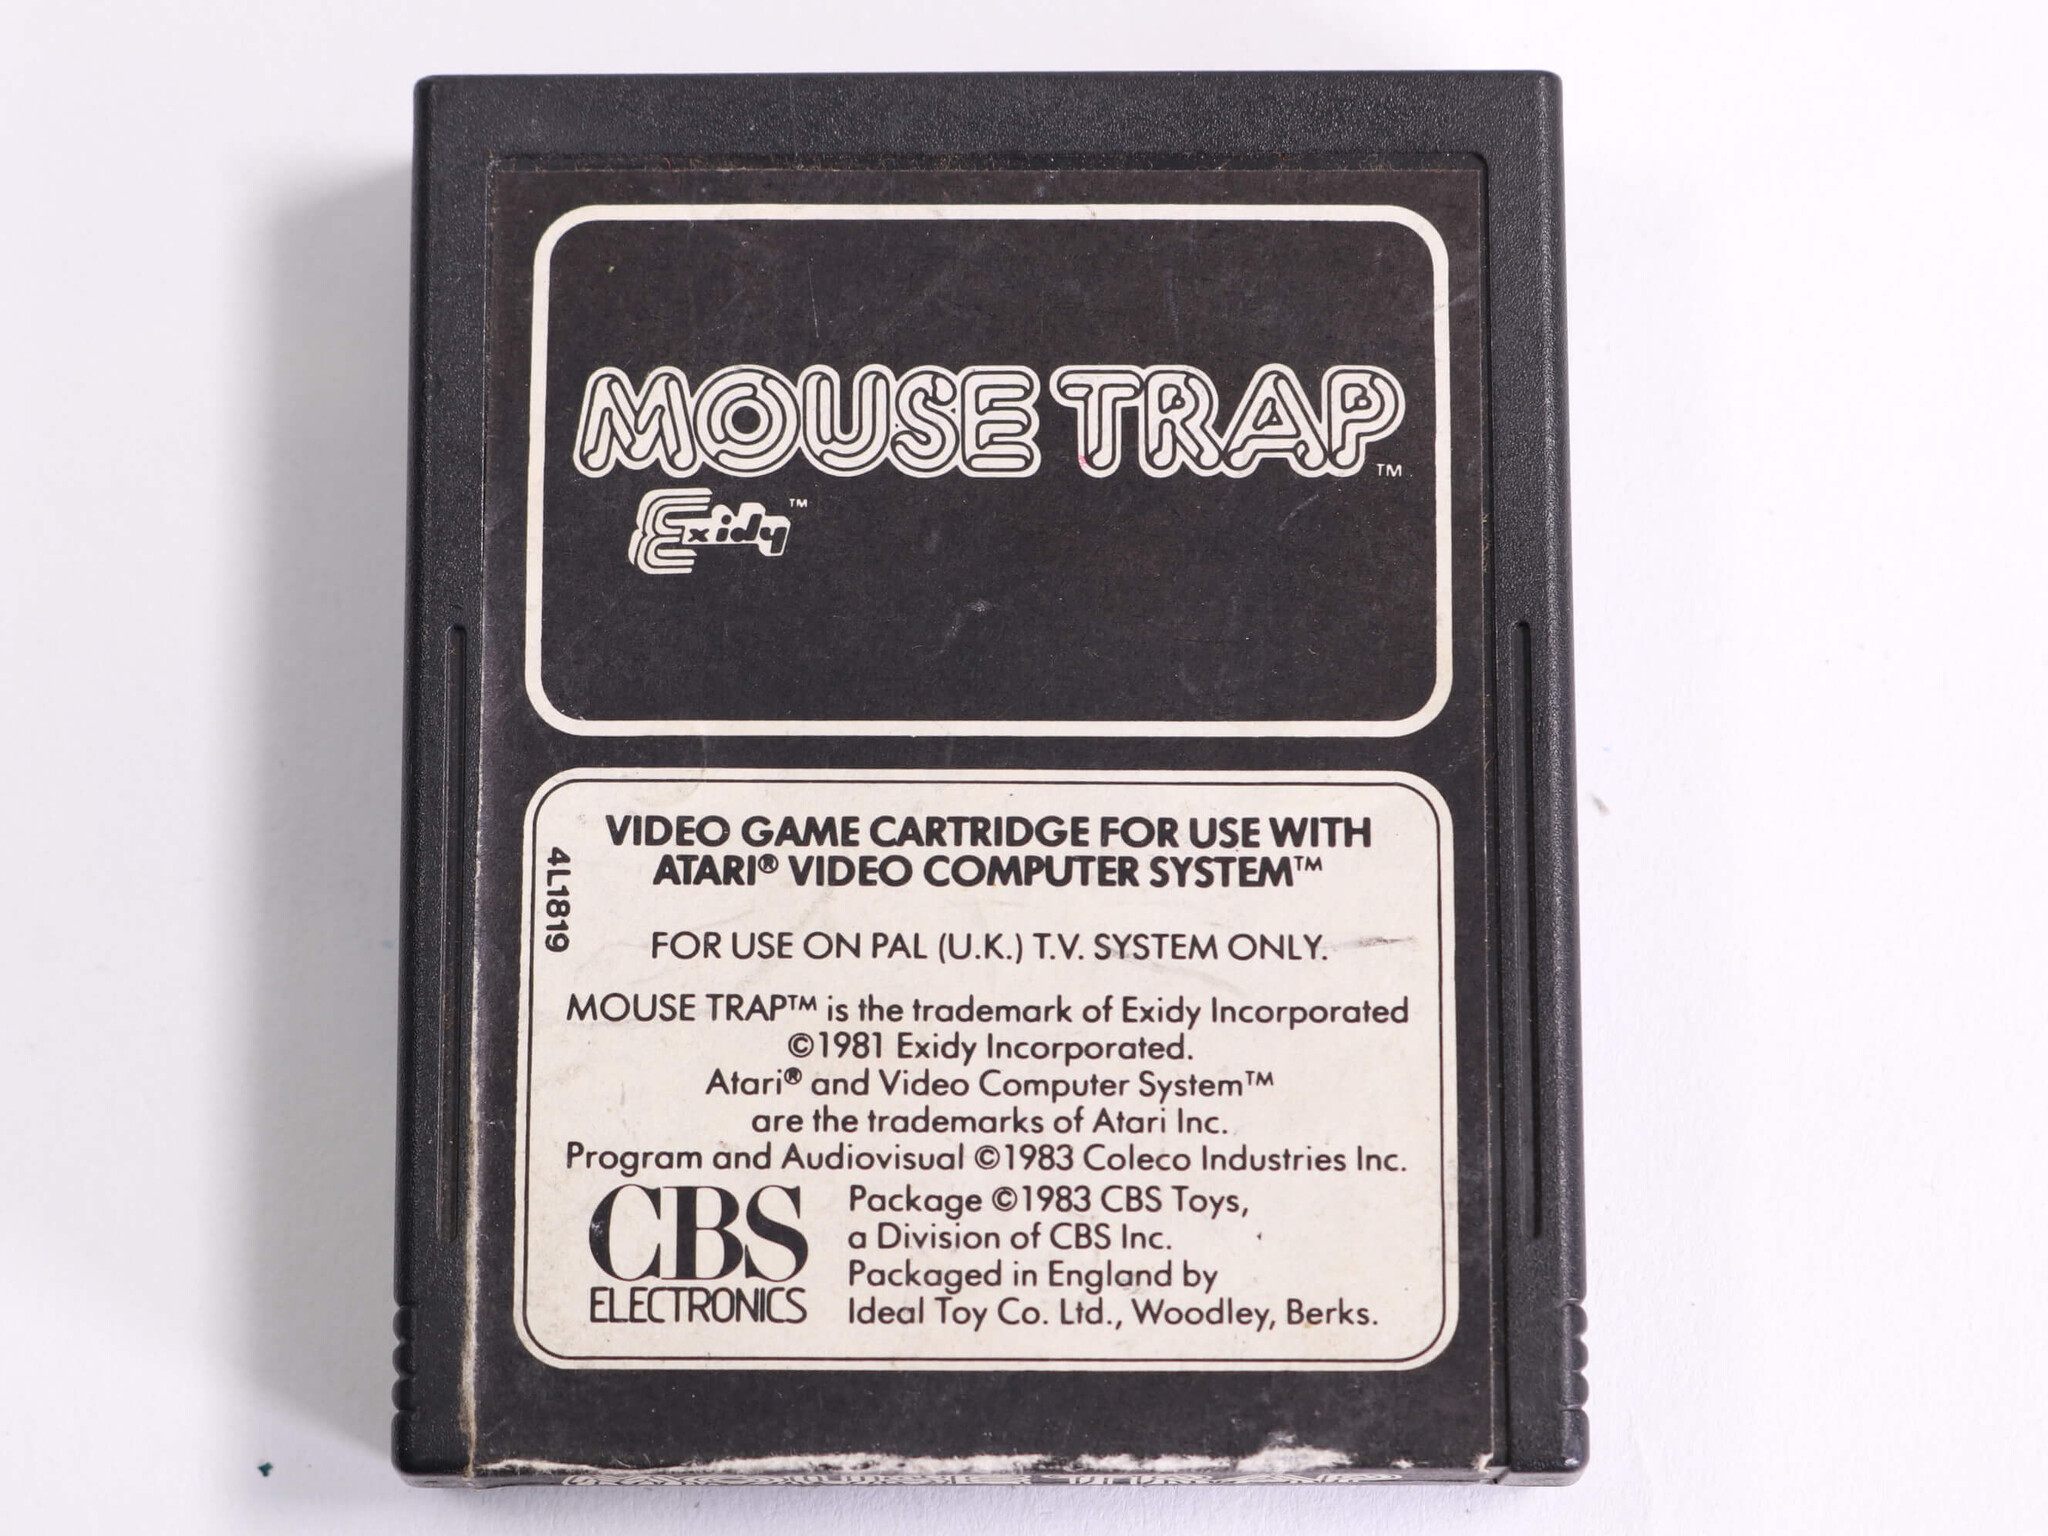 MOUSE TRAP™
Exidy™
VIDEO GAME CARTRIDGE FOR USE WITH
ATARI® VIDEO COMPUTER SYSTEM™
4L1819
FOR USE ON PAL (U.K.) T.V. SYSTEM ONLY.
MOUSE TRAP™ is the trademark of Exidy Incorporated
©1981 Exidy Incorporated.
Atari® and Video Computer System™
are the trademarks of Atari Inc.
Program and Audiovisual ©1983 Coleco Industries Inc.
CBS
ELECTRONICS
Package ©1983 CBS Toys,
a Division of CBS Inc.
Packaged in England by
Ideal Toy Co. Ltd., Woodley, Berks.
MOUSE TRAP